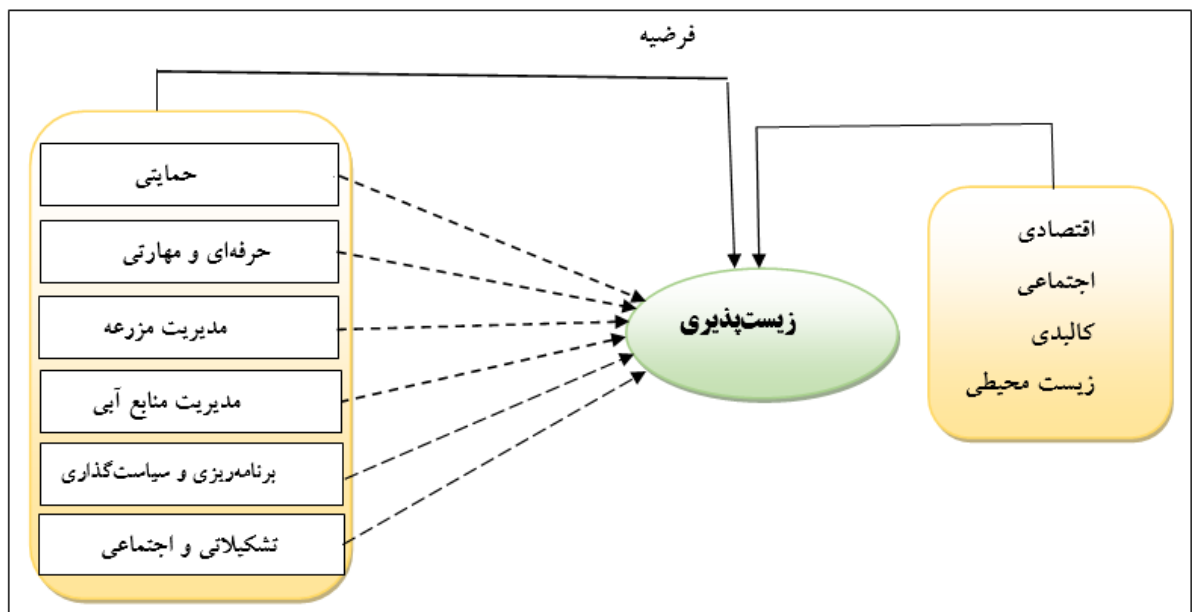 فرضیه
اقتصادی
اجتماعی
کالبدی
زیست محیطی
زیست‌پذیری
حمایتی
حرفه‌ای و مهارتی
مدیریت مزرعه
مدیریت منابع آبی
برنامه‌ریزی و سیاست‌گذاری
تشکیلاتی و اجتماعی